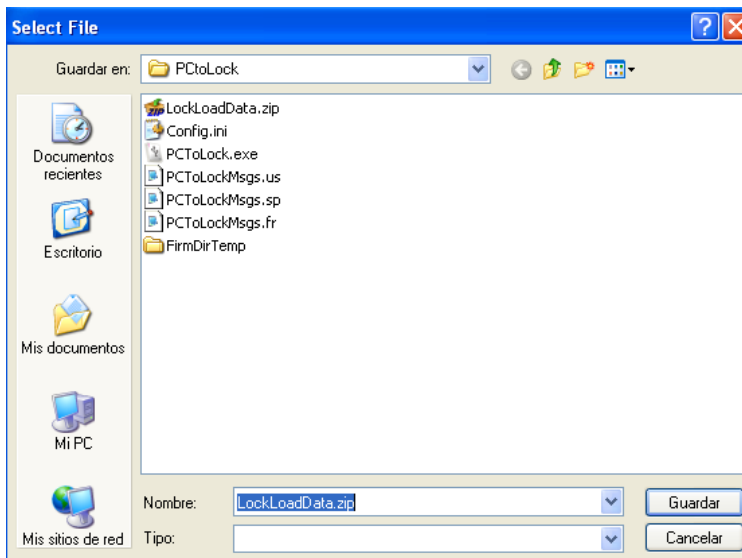 Select File
Guardar en: PCtoLock
LockLoadData.zip
Config.ini
PCToLock.exe
PCToLockMsgs.us
PCToLockMsgs.sp
PCToLockMsgs.fr
FirmDirTemp
Documentos
recientes
Escritorio
Mis documentos
Mi PC
Mis sitios de red
Nombre: LockLoadData.zip Guardar
Tipo: Cancelar